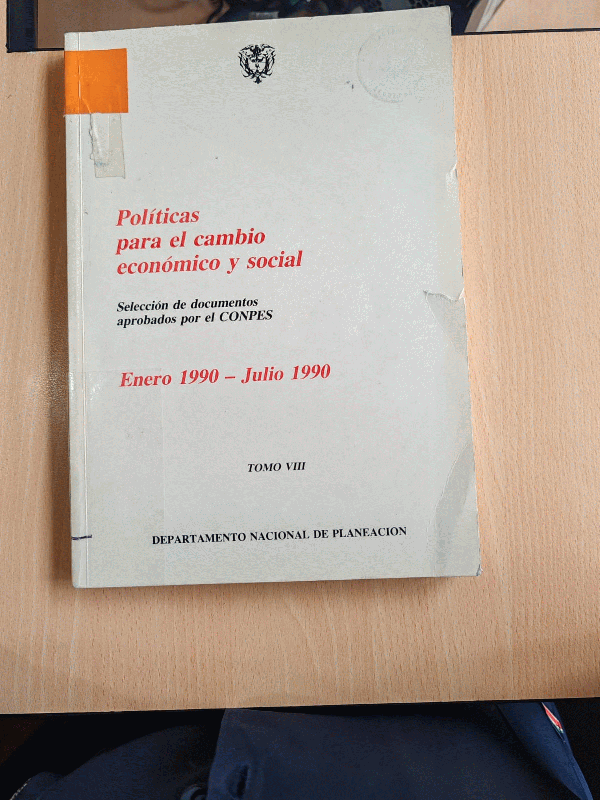 Políticas
para el cambio
económico y social
Selección de documentos
aprobados por el CONPES
Enero 1990 – Julio 1990
TOMO VIII
DEPARTAMENTO NACIONAL DE PLANEACION